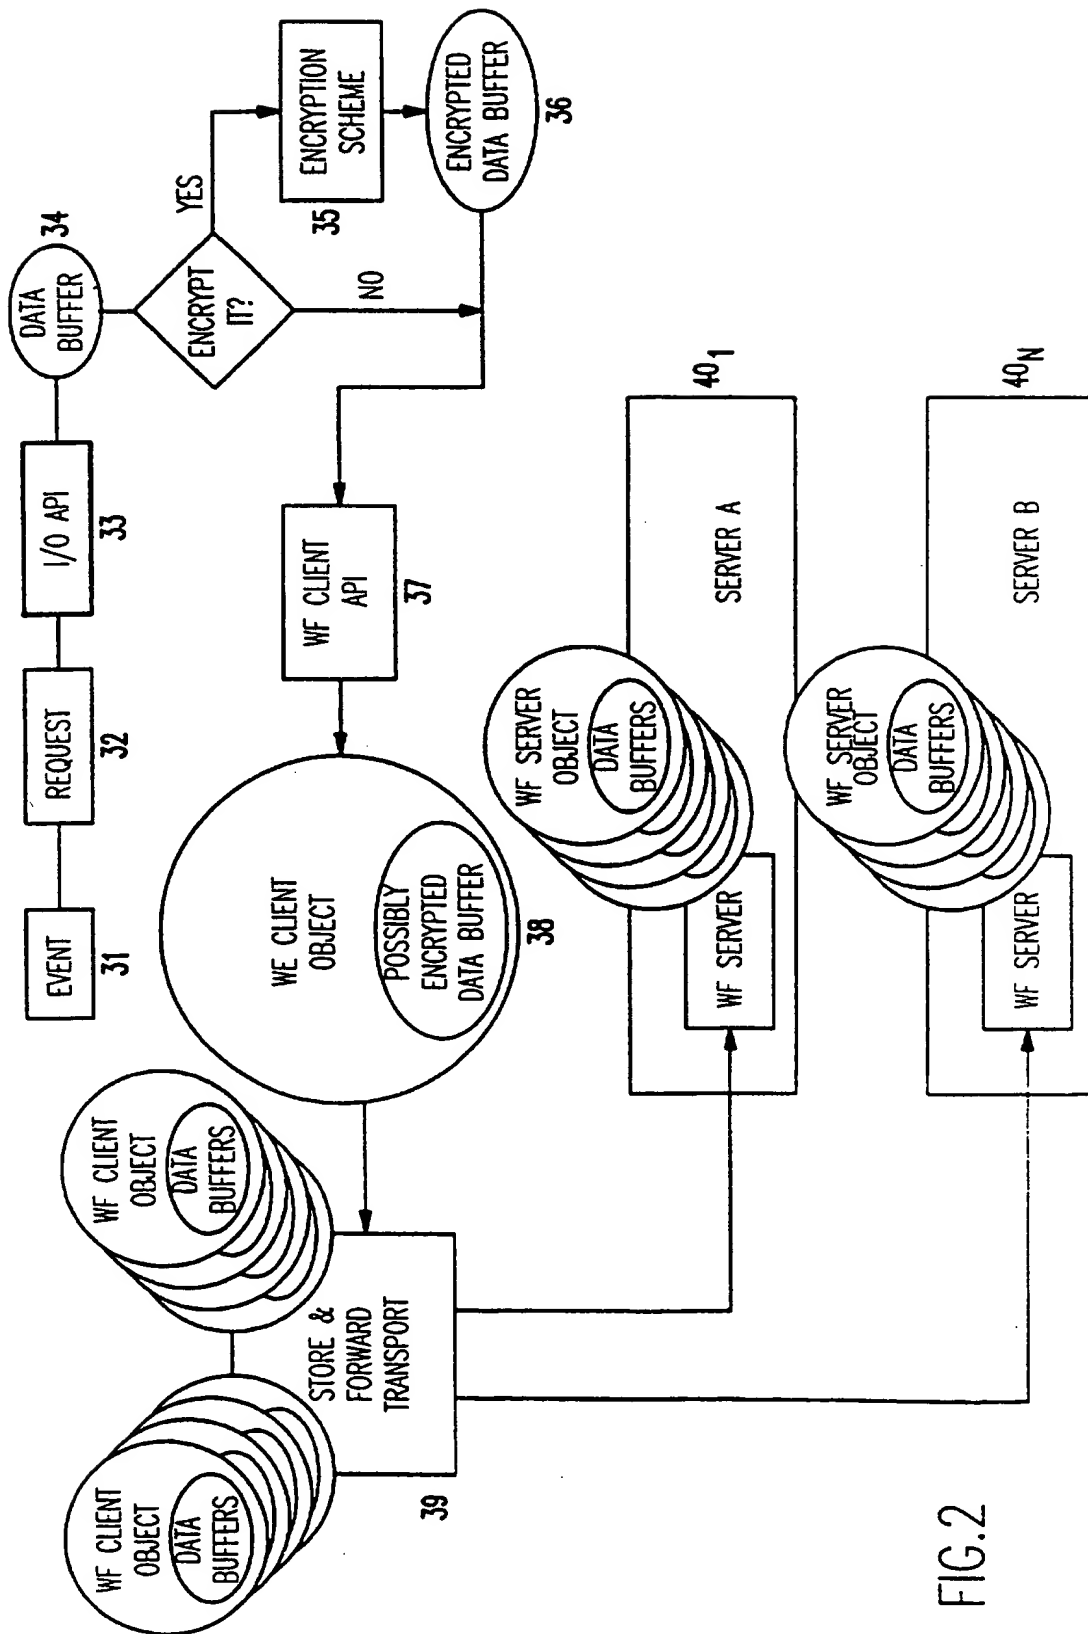 EVENT
31
REQUEST
32
I/O API
33
DATA
BUFFER
34
ENCRYPT
IT?
YES
NO
ENCRYPTION
SCHEME
35
ENCRYPTED
DATA BUFFER
36
WF CLIENT
API
37
WE CLIENT
OBJECT
POSSIBLY
ENCRYPTED
DATA BUFFER
38
WF CLIENT
OBJECT
DATA
BUFFERS
WF CLIENT
OBJECT
DATA
BUFFERS
STORE &
FORWARD
TRANSPORT
39
WF SERVER
OBJECT
DATA
BUFFERS
WF SERVER
SERVER A
40₁
WF SERVER
OBJECT
DATA
BUFFERS
WF SERVER
SERVER B
40ₙ
FIG.2